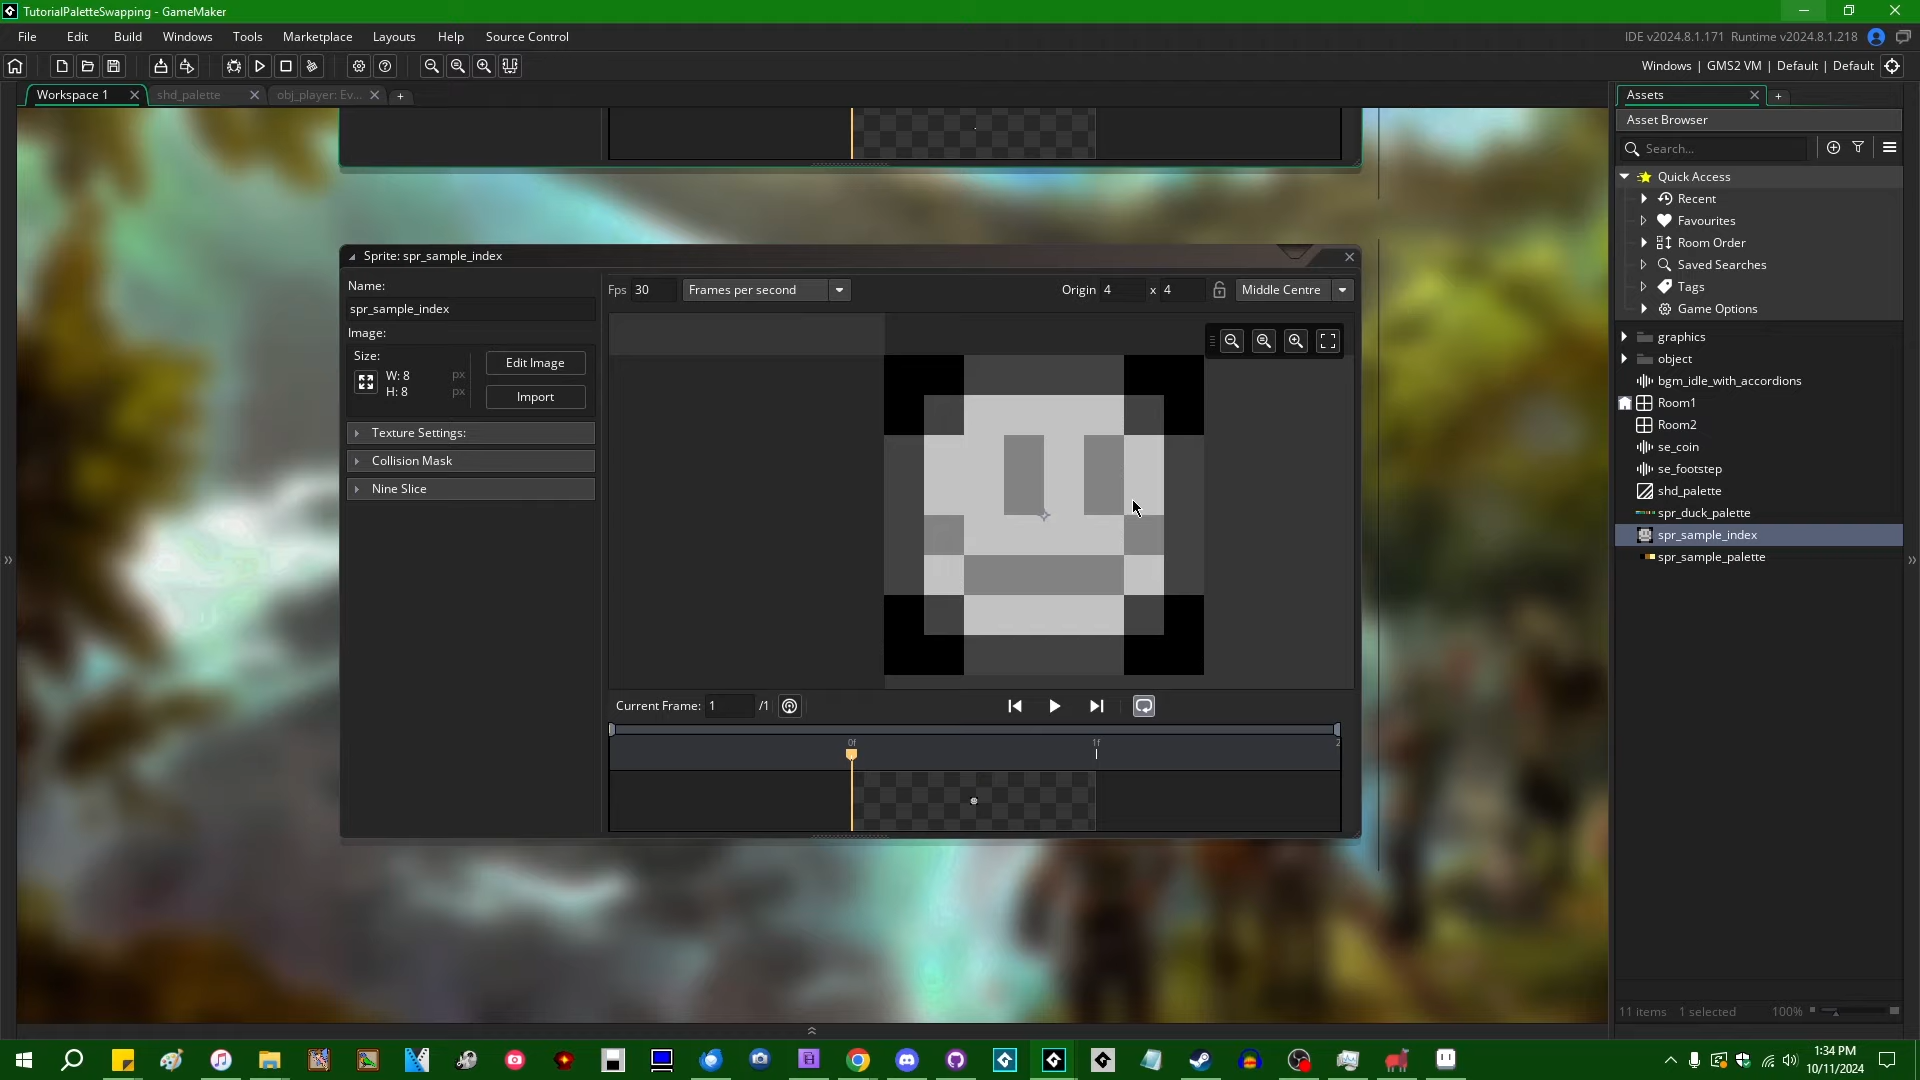 TutorialPaletteSwapping - GameMaker
File Edit Build Windows Tools Marketplace Layouts Help Source Control
IDE v2024.8.1.171 Runtime v2024.8.1.218
Windows | GMS2 VM | Default | Default
Workspace 1 shd_palette obj_player: Ev...
Assets
Asset Browser
Search...
Quick Access
Recent
Favourites
Room Order
Saved Searches
Tags
Game Options
graphics
object
bgm_idle_with_accordions
Room1
Room2
se_coin
se_footstep
shd_palette
spr_duck_palette
spr_sample_index
spr_sample_palette
11 items 1 selected 100%
Sprite: spr_sample_index
Name:
spr_sample_index
Image:
Size:
W: 8 px
H: 8 px
Edit Image
Import
Texture Settings:
Collision Mask
Nine Slice
Fps 30 Frames per second Origin 4 x 4 Middle Centre
Current Frame: 1 /1
0f 1f 2
1:34 PM
10/11/2024